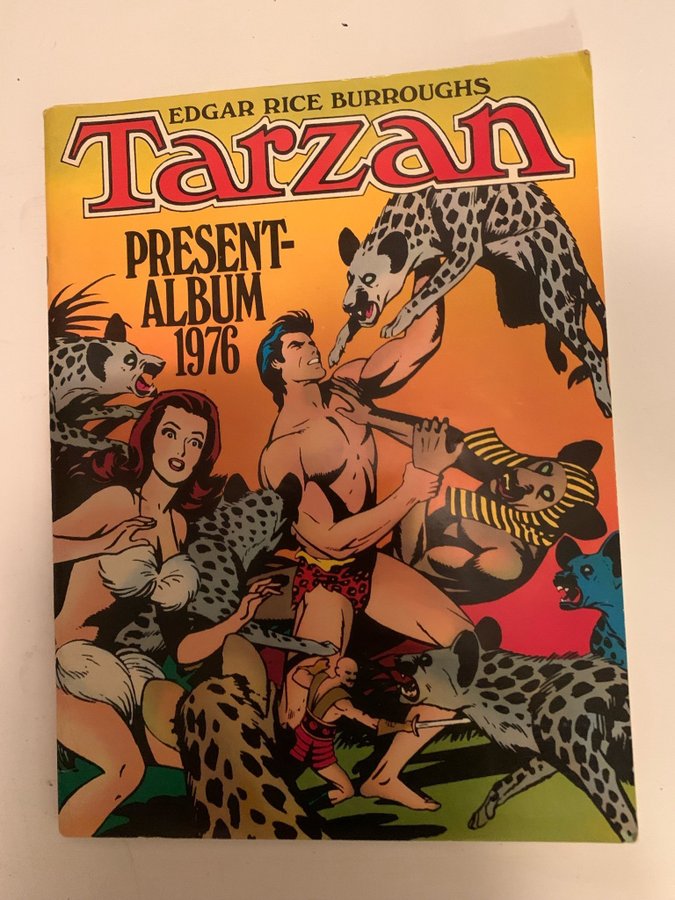 EDGAR RICE BURROUGHS
Tarzan
PRESENT-
ALBUM
1976